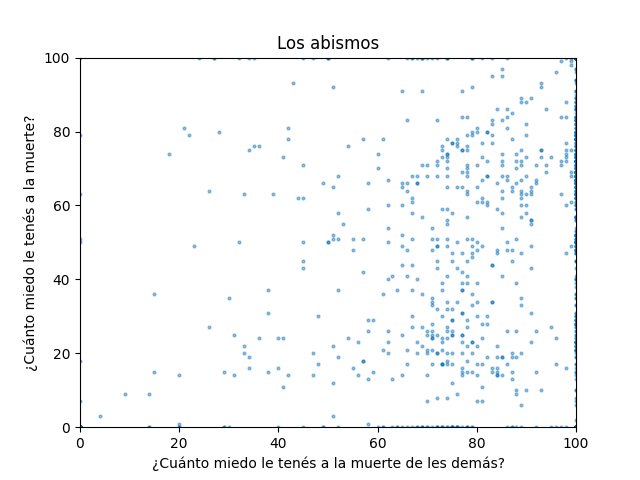 Los abismos
¿Cuánto miedo le tenés a la muerte?
100
80
60
40
20
0
0 20 40 60 80 100
¿Cuánto miedo le tenés a la muerte de les demás?